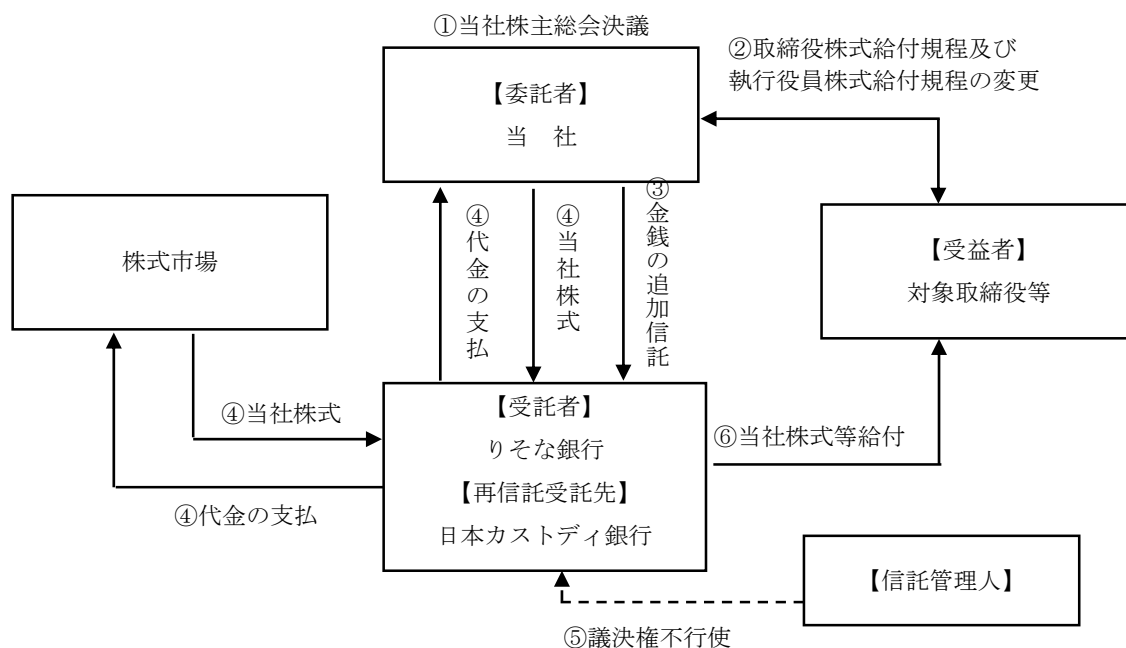 ①当社株主総会決議
②取締役株式給付規程及び
執行役員株式給付規程の変更
【委託者】
当　社
株式市場
④代金の支払
④当社株式
③金銭の追加信託
【受益者】
対象取締役等
④当社株式
④代金の支払
【受託者】
りそな銀行
【再信託受託先】
日本カストディ銀行
⑥当社株式等給付
【信託管理人】
⑤議決権不行使